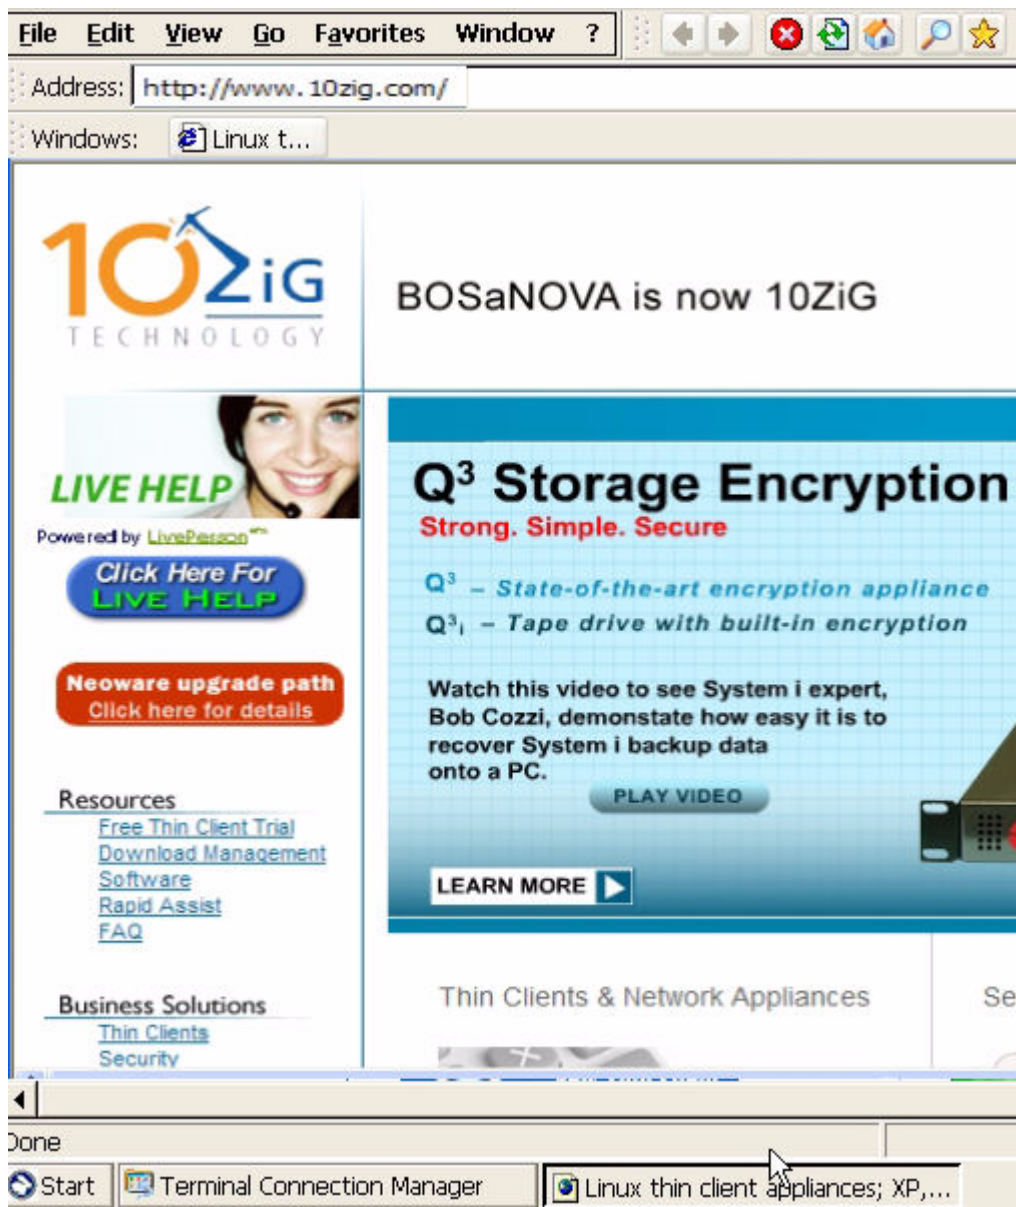 File Edit View Go Favorites Window ?
Address: http://www.10zig.com/
Windows: Linux t...
10ZiG
TECHNOLOGY
BOSaNOVA is now 10ZiG
LIVE HELP
Powered by LivePerson
Click Here For
LIVE HELP
Neoware upgrade path
Click here for details
Resources
Free Thin Client Trial
Download Management
Software
Rapid Assist
FAQ
Business Solutions
Thin Clients
Security
Q³ Storage Encryption
Strong. Simple. Secure
Q³ – State-of-the-art encryption appliance
Q³i – Tape drive with built-in encryption
Watch this video to see System i expert,
Bob Cozzi, demonstate how easy it is to
recover System i backup data
onto a PC.
PLAY VIDEO
LEARN MORE
Thin Clients & Network Appliances
Se
Done
Start Terminal Connection Manager Linux thin client appliances; XP,...